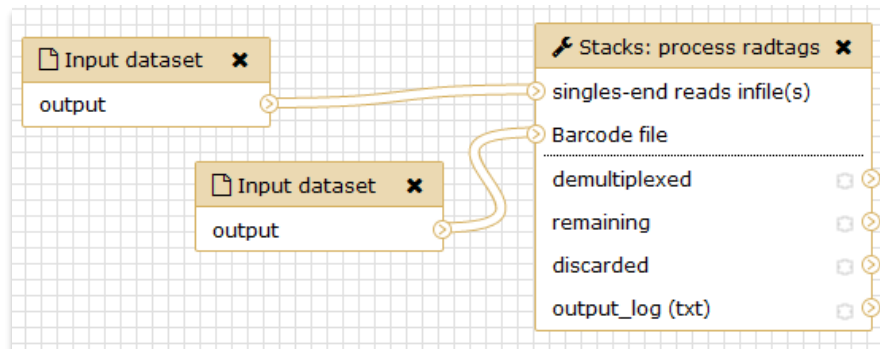 Input dataset
output
Input dataset
output
Stacks: process radtags
singles-end reads infile(s)
Barcode file
demultiplexed
remaining
discarded
output_log (txt)